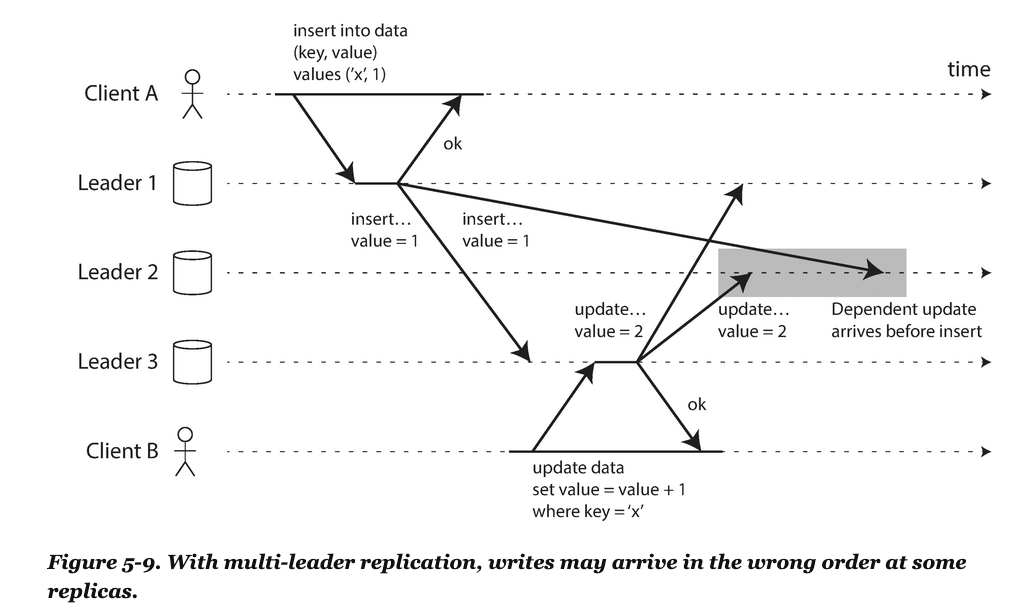 insert into data
(key, value)
values (‘x’, 1)
time
Client A
ok
Leader 1
insert…
value = 1
insert…
value = 1
Leader 2
update…
value = 2
update…
value = 2
Dependent update
arrives before insert
Leader 3
ok
Client B
update data
set value = value + 1
where key = ‘x’
Figure 5-9. With multi-leader replication, writes may arrive in the wrong order at some
replicas.